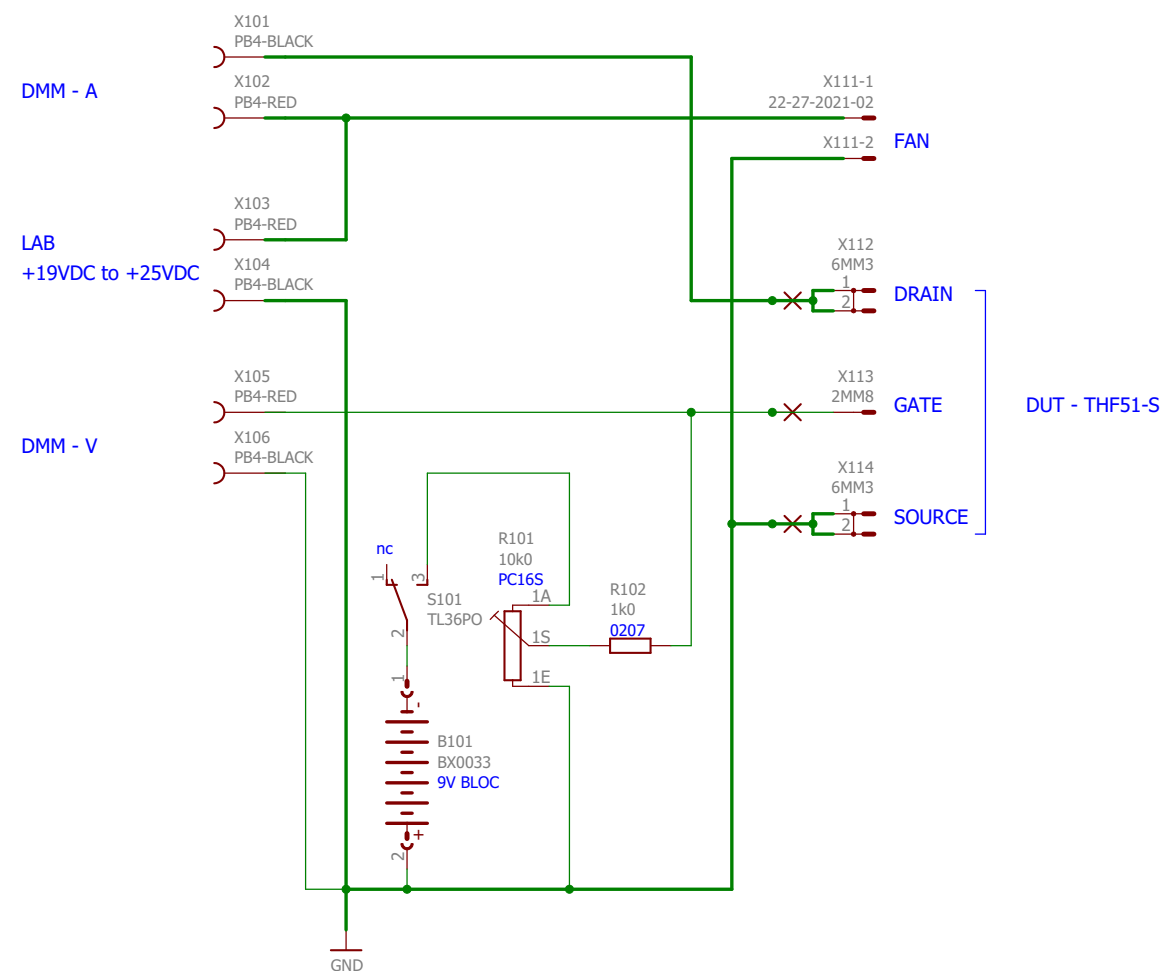 X101
PB4-BLACK
DMM - A
X102
PB4-RED
X111-1
22-27-2021-02
X111-2
FAN
X103
PB4-RED
LAB
+19VDC to +25VDC
X104
PB4-BLACK
X112
6MM3
1
2
DRAIN
X105
PB4-RED
X113
2MM8
GATE
DUT - THF51-S
DMM - V
X106
PB4-BLACK
X114
6MM3
1
2
SOURCE
nc
1
3
2
S101
TL36PO
R101
10k0
PC16S
1A
1S
1E
R102
1k0
0207
1
-
B101
BX0033
9V BLOC
+
2
GND